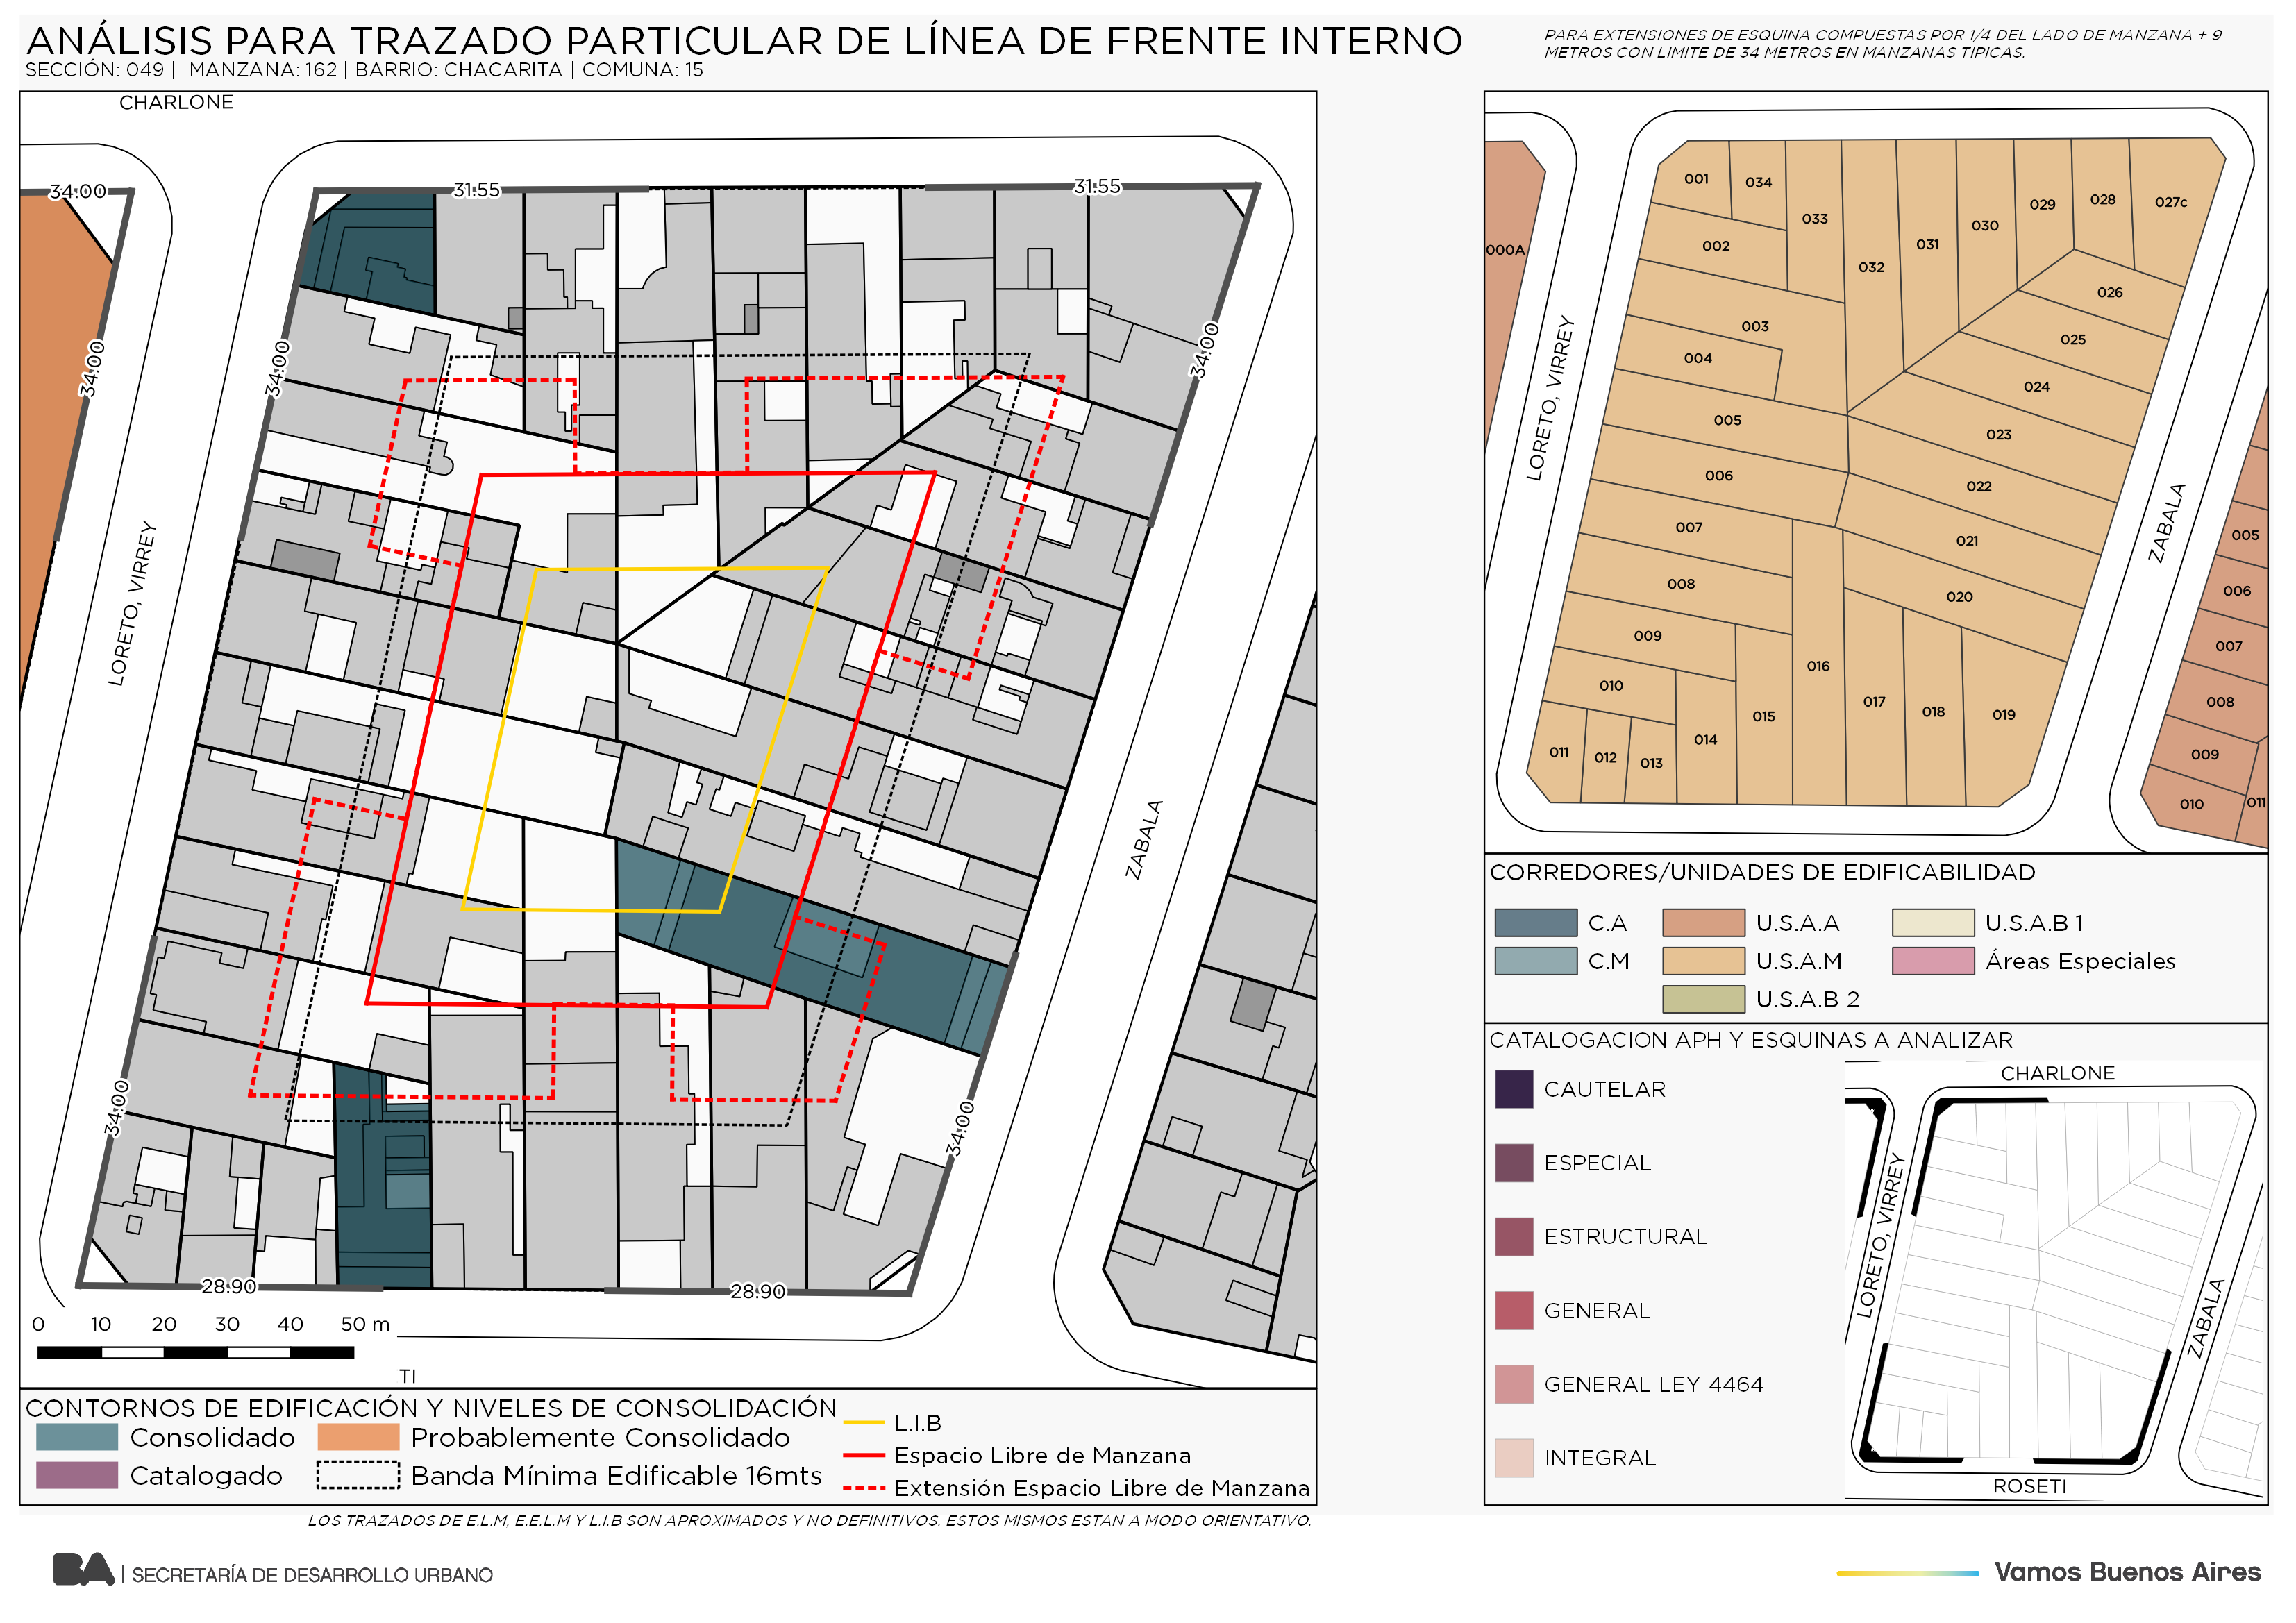 ANÁLISIS PARA TRAZADO PARTICULAR DE LÍNEA DE FRENTE INTERNO
SECCIÓN: 049 | MANZANA: 162 | BARRIO: CHACARITA | COMUNA: 15
PARA EXTENSIONES DE ESQUINA COMPUESTAS POR 1/4 DEL LADO DE MANZANA + 9
METROS CON LIMITE DE 34 METROS EN MANZANAS TIPICAS.
CHARLONE
34:00
31.55
31.55
34:00
34:00
34:00
LORETO, VIRREY
ZABALA
34:00
34:00
28.90
28.90
0 10 20 30 40 50 m
TI
CONTORNOS DE EDIFICACIÓN Y NIVELES DE CONSOLIDACIÓN
Consolidado
Probablemente Consolidado
Catalogado
Banda Mínima Edificable 16mts
L.I.B
Espacio Libre de Manzana
Extensión Espacio Libre de Manzana
LOS TRAZADOS DE E.L.M, E.E.L.M Y L.I.B SON APROXIMADOS Y NO DEFINITIVOS. ESTOS MISMOS ESTAN A MODO ORIENTATIVO.
000A
LORETO, VIRREY
ZABALA
001
034
033
032
031
030
029
028
027c
002
026
003
025
004
024
005
023
006
022
007
021
008
020
009
016
010
015
017
018
019
014
011
012
013
005
006
007
008
009
010
011
CORREDORES/UNIDADES DE EDIFICABILIDAD
C.A
U.S.A.A
U.S.A.B 1
C.M
U.S.A.M
Áreas Especiales
U.S.A.B 2
CATALOGACION APH Y ESQUINAS A ANALIZAR
CAUTELAR
ESPECIAL
ESTRUCTURAL
GENERAL
GENERAL LEY 4464
INTEGRAL
CHARLONE
LORETO, VIRREY
ZABALA
ROSETI
BA | SECRETARÍA DE DESARROLLO URBANO
Vamos Buenos Aires